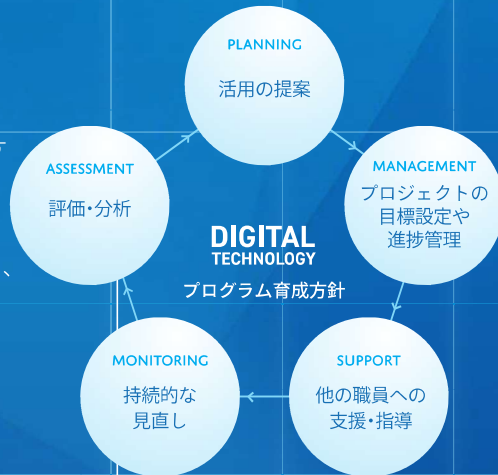 PLANNING
活用の提案
MANAGEMENT
プロジェクトの
目標設定や
進捗管理
SUPPORT
他の職員への
支援・指導
MONITORING
持続的な
見直し
ASSESSMENT
評価・分析
DIGITAL
TECHNOLOGY
プログラム育成方針
、